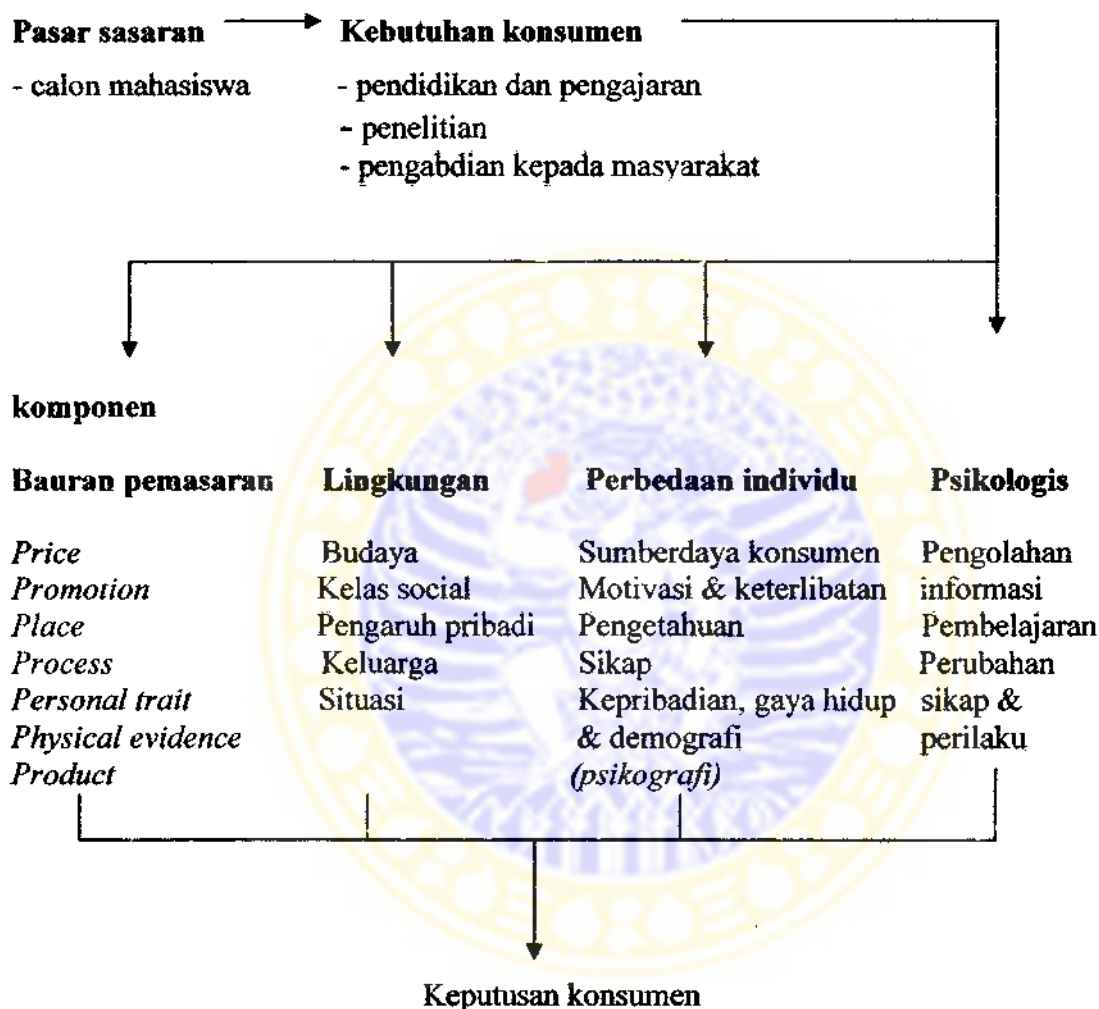 Pasar sasaran
Kebutuhan konsumen
- calon mahasiswa
- pendidikan dan pengajaran
- penelitian
- pengabdian kepada masyarakat
komponen
Bauran pemasaran
Price
Promotion
Place
Process
Personal trait
Physical evidence
Product
Lingkungan
Budaya
Kelas social
Pengaruh pribadi
Keluarga
Situasi
Perbedaan individu
Sumberdaya konsumen
Motivasi & keterlibatan
Pengetahuan
Sikap
Kepribadian, gaya hidup
& demografi
(psikografi)
Psikologis
Pengolahan
informasi
Pembelajaran
Perubahan
sikap &
perilaku
Keputusan konsumen